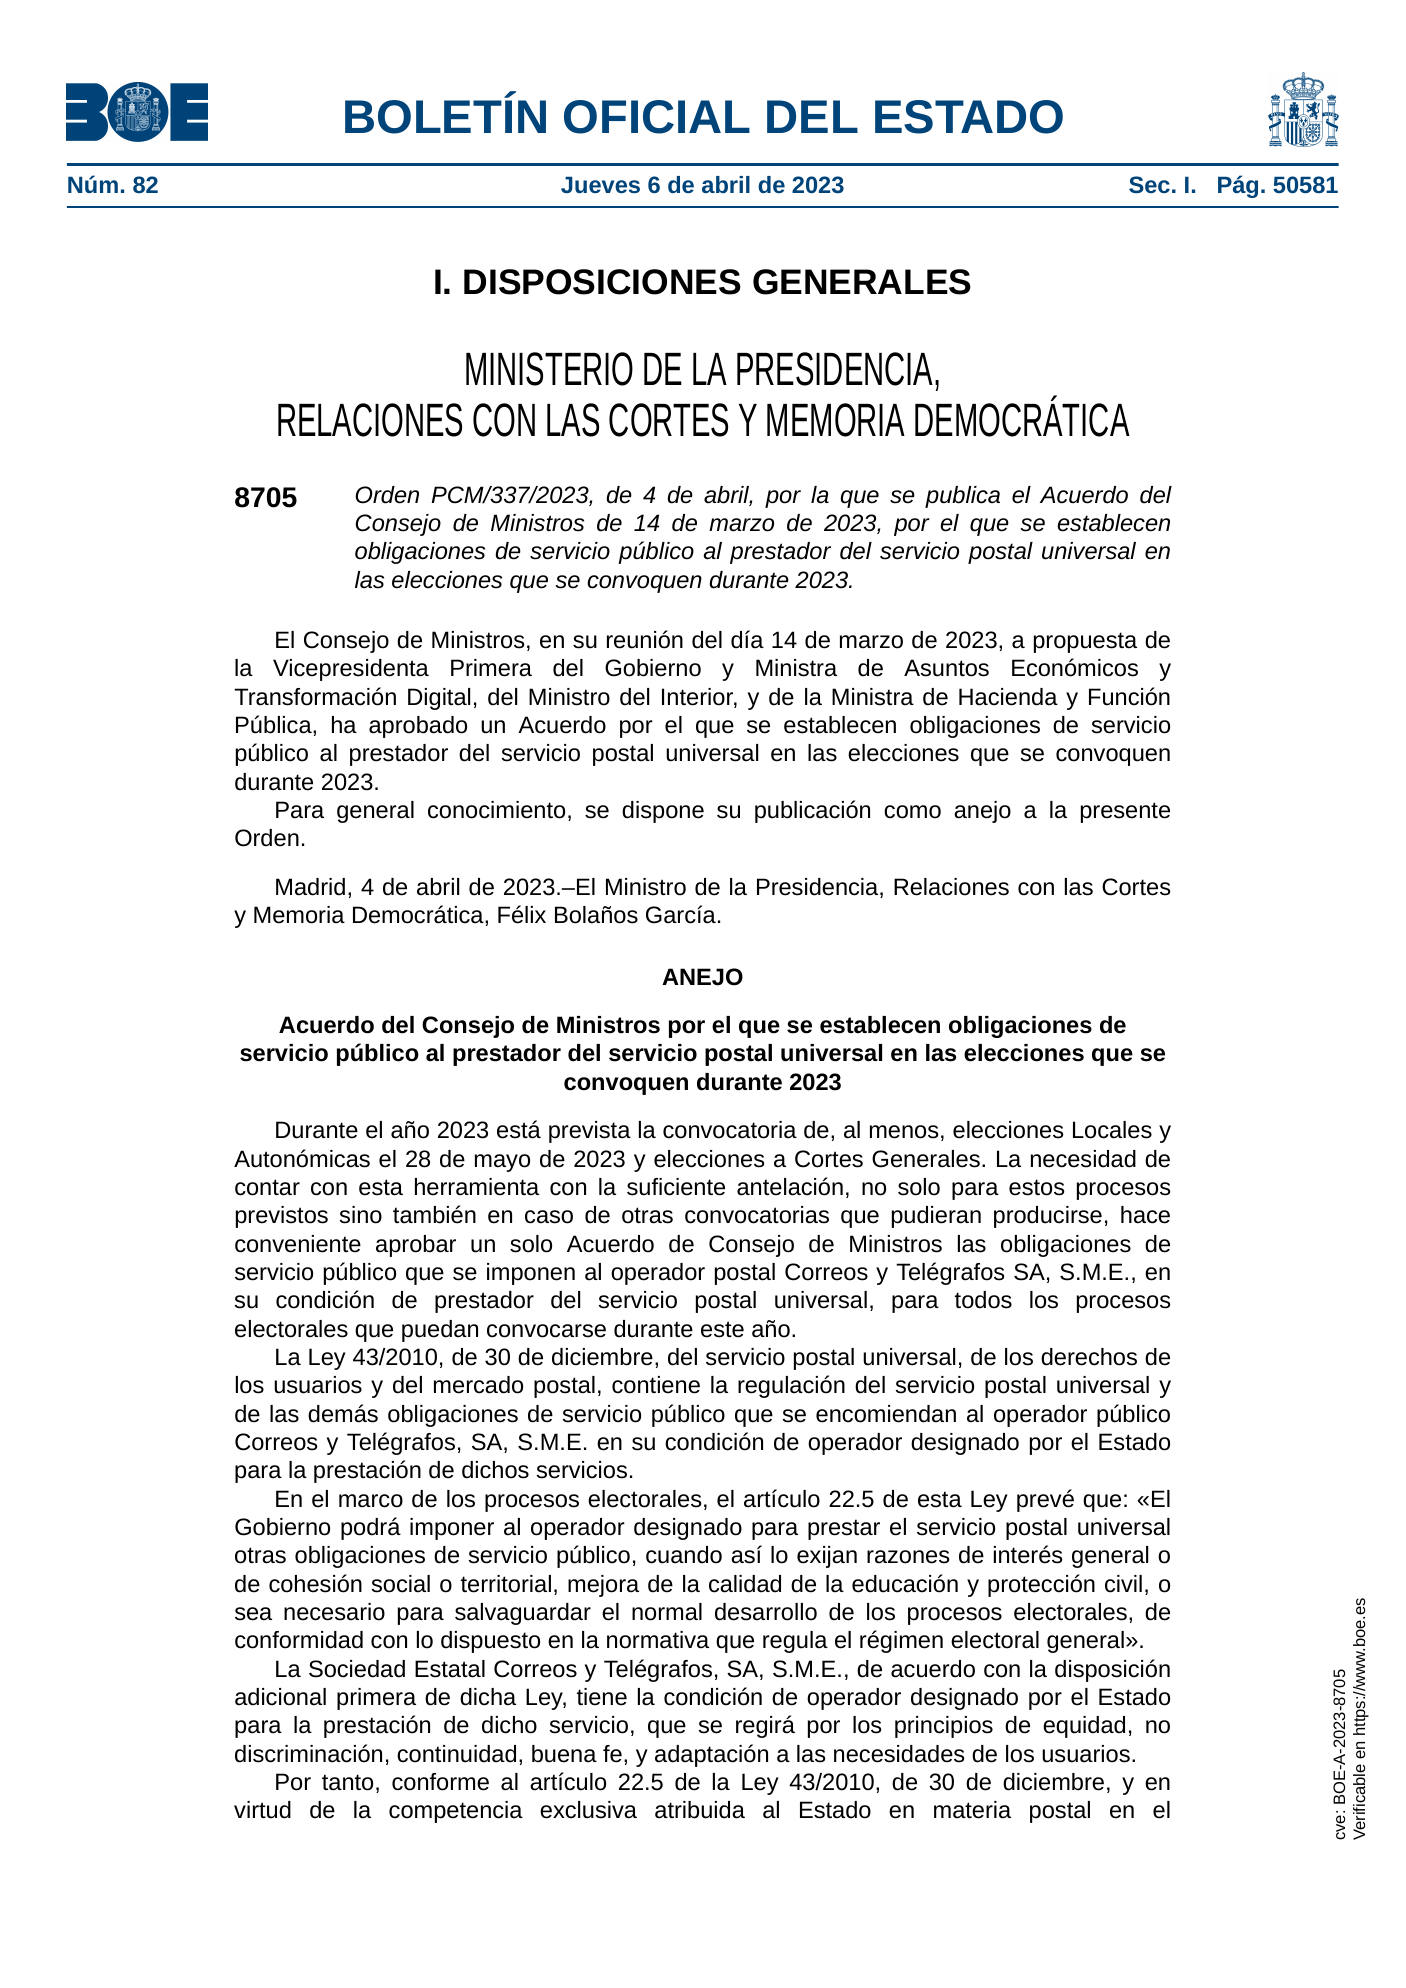 BOE
BOLETÍN OFICIAL DEL ESTADO
Núm. 82 Jueves 6 de abril de 2023 Sec. I. Pág. 50581
I. DISPOSICIONES GENERALES
MINISTERIO DE LA PRESIDENCIA,
RELACIONES CON LAS CORTES Y MEMORIA DEMOCRÁTICA
8705 Orden PCM/337/2023, de 4 de abril, por la que se publica el Acuerdo del
Consejo de Ministros de 14 de marzo de 2023, por el que se establecen
obligaciones de servicio público al prestador del servicio postal universal en
las elecciones que se convoquen durante 2023.
El Consejo de Ministros, en su reunión del día 14 de marzo de 2023, a propuesta de
la Vicepresidenta Primera del Gobierno y Ministra de Asuntos Económicos y
Transformación Digital, del Ministro del Interior, y de la Ministra de Hacienda y Función
Pública, ha aprobado un Acuerdo por el que se establecen obligaciones de servicio
público al prestador del servicio postal universal en las elecciones que se convoquen
durante 2023.
Para general conocimiento, se dispone su publicación como anejo a la presente
Orden.
Madrid, 4 de abril de 2023.–El Ministro de la Presidencia, Relaciones con las Cortes
y Memoria Democrática, Félix Bolaños García.
ANEJO
Acuerdo del Consejo de Ministros por el que se establecen obligaciones de
servicio público al prestador del servicio postal universal en las elecciones que se
convoquen durante 2023
Durante el año 2023 está prevista la convocatoria de, al menos, elecciones Locales y
Autonómicas el 28 de mayo de 2023 y elecciones a Cortes Generales. La necesidad de
contar con esta herramienta con la suficiente antelación, no solo para estos procesos
previstos sino también en caso de otras convocatorias que pudieran producirse, hace
conveniente aprobar un solo Acuerdo de Consejo de Ministros las obligaciones de
servicio público que se imponen al operador postal Correos y Telégrafos SA, S.M.E., en
su condición de prestador del servicio postal universal, para todos los procesos
electorales que puedan convocarse durante este año.
La Ley 43/2010, de 30 de diciembre, del servicio postal universal, de los derechos de
los usuarios y del mercado postal, contiene la regulación del servicio postal universal y
de las demás obligaciones de servicio público que se encomiendan al operador público
Correos y Telégrafos, SA, S.M.E. en su condición de operador designado por el Estado
para la prestación de dichos servicios.
En el marco de los procesos electorales, el artículo 22.5 de esta Ley prevé que: «El
Gobierno podrá imponer al operador designado para prestar el servicio postal universal
otras obligaciones de servicio público, cuando así lo exijan razones de interés general o
de cohesión social o territorial, mejora de la calidad de la educación y protección civil, o
sea necesario para salvaguardar el normal desarrollo de los procesos electorales, de
conformidad con lo dispuesto en la normativa que regula el régimen electoral general».
La Sociedad Estatal Correos y Telégrafos, SA, S.M.E., de acuerdo con la disposición
adicional primera de dicha Ley, tiene la condición de operador designado por el Estado
para la prestación de dicho servicio, que se regirá por los principios de equidad, no
discriminación, continuidad, buena fe, y adaptación a las necesidades de los usuarios.
Por tanto, conforme al artículo 22.5 de la Ley 43/2010, de 30 de diciembre, y en
virtud de la competencia exclusiva atribuida al Estado en materia postal en el
cve: BOE-A-2023-8705
Verificable en https://www.boe.es